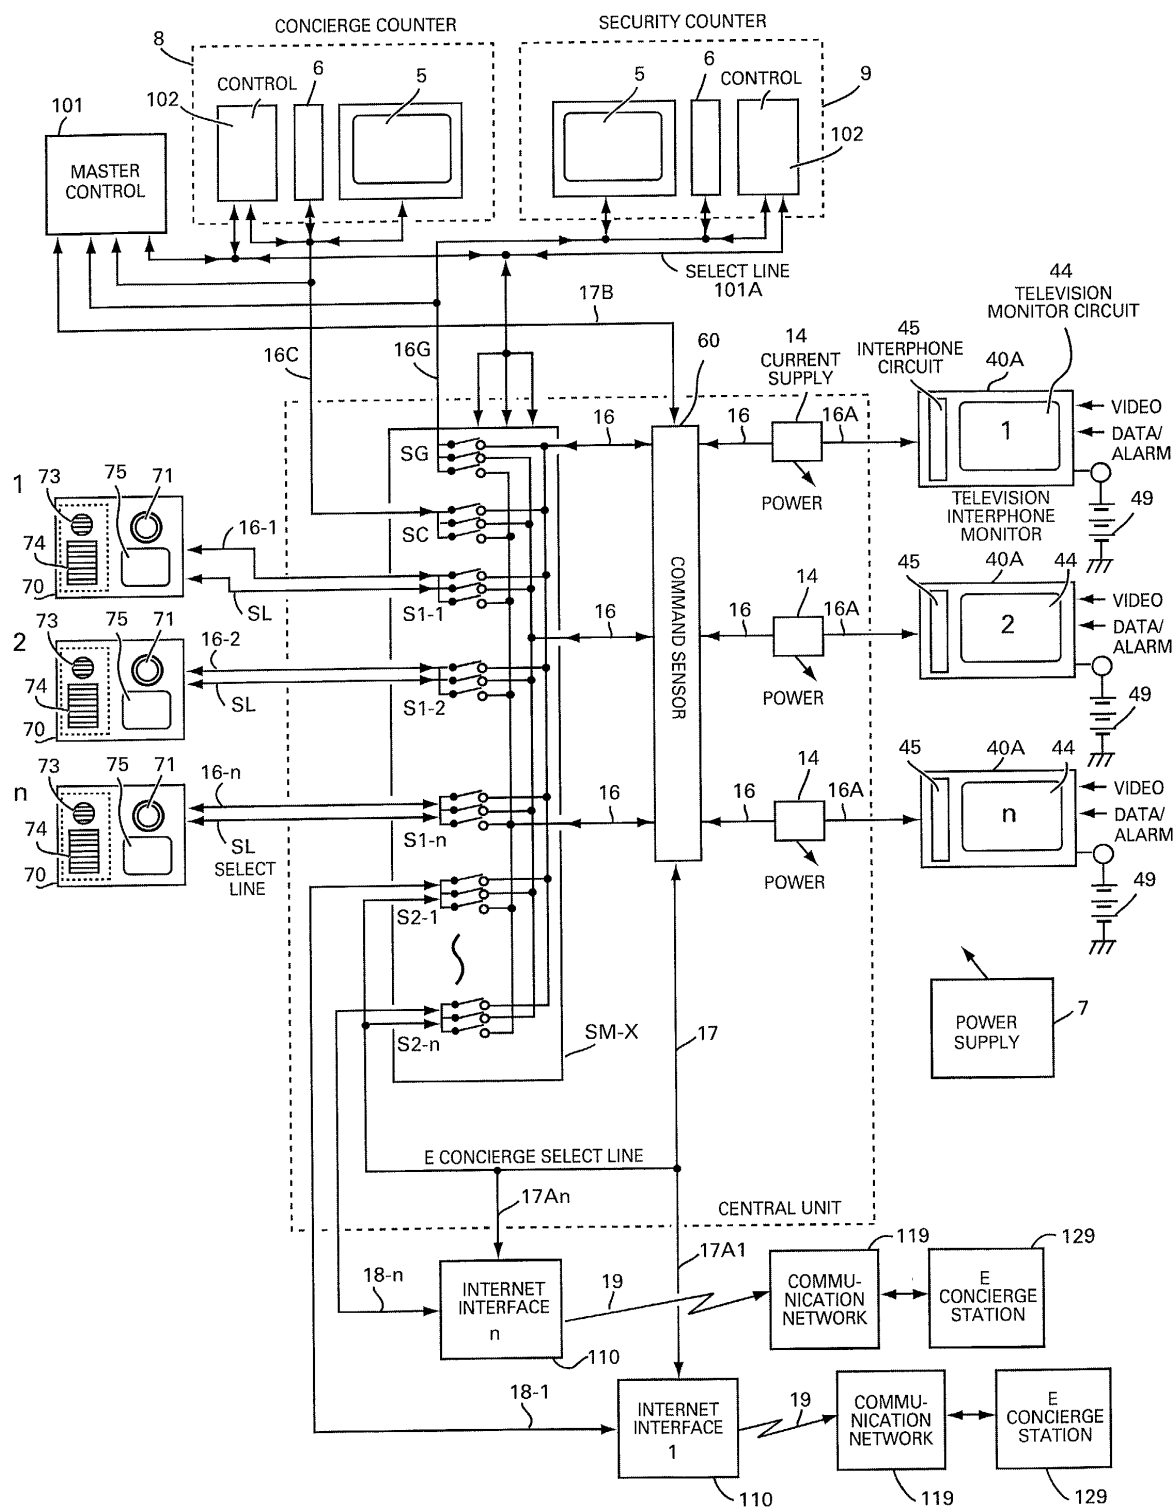 CONCIERGE COUNTER
SECURITY COUNTER
8
CONTROL
6
5
102
101
MASTER
CONTROL
5
6
CONTROL
9
102
SELECT LINE
101A
17B
16C
16G
60
14
CURRENT
SUPPLY
45
INTERPHONE
CIRCUIT
44
TELEVISION
MONITOR CIRCUIT
40A
1
VIDEO
DATA/
ALARM
16
16
16A
POWER
TELEVISION
INTERPHONE
MONITOR
49
SG
SC
1
73
75
71
74
70
16-1
SL
S1-1
COMMAND SENSOR
16
16
14
16A
POWER
45
40A
44
2
VIDEO
DATA/
ALARM
49
2
73
75
71
74
70
16-2
SL
S1-2
n
73
75
71
74
70
16-n
SL
SELECT
LINE
S1-n
16
16
14
16A
POWER
45
40A
44
n
VIDEO
DATA/
ALARM
49
S2-1
S2-n
SM-X
17
POWER
SUPPLY
7
E CONCIERGE SELECT LINE
17An
CENTRAL UNIT
17A1
18-n
INTERNET
INTERFACE
n
110
19
119
COMMU-
NICATION
NETWORK
129
E
CONCIERGE
STATION
18-1
INTERNET
INTERFACE
1
110
19
COMMU-
NICATION
NETWORK
119
E
CONCIERGE
STATION
129